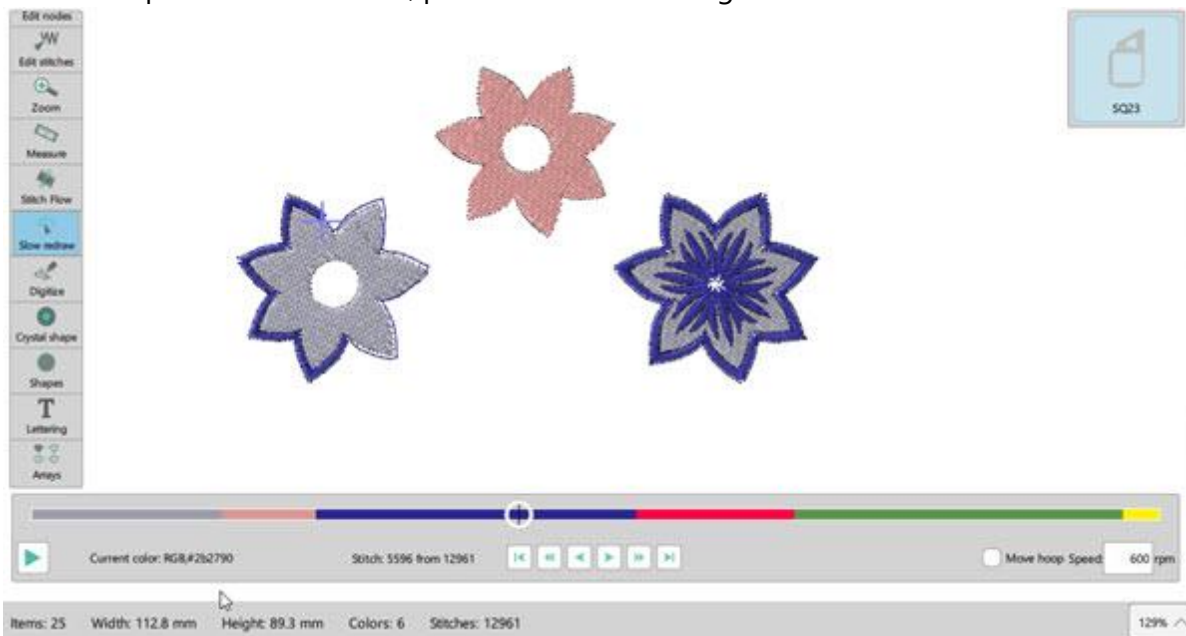 Edit nodes
Edit stitches
Zoom
Measure
Stitch Flow
Slow redraw
Digitize
Crystal shape
Shapes
T
Lettering
Arrays
SQ23
Current color: RGB,#2b2790 Stitch: 5596 from 12961 Move hoop Speed: 600 rpm
Items: 25 Width: 112.8 mm Height: 89.3 mm Colors: 6 Stitches: 12961 129%